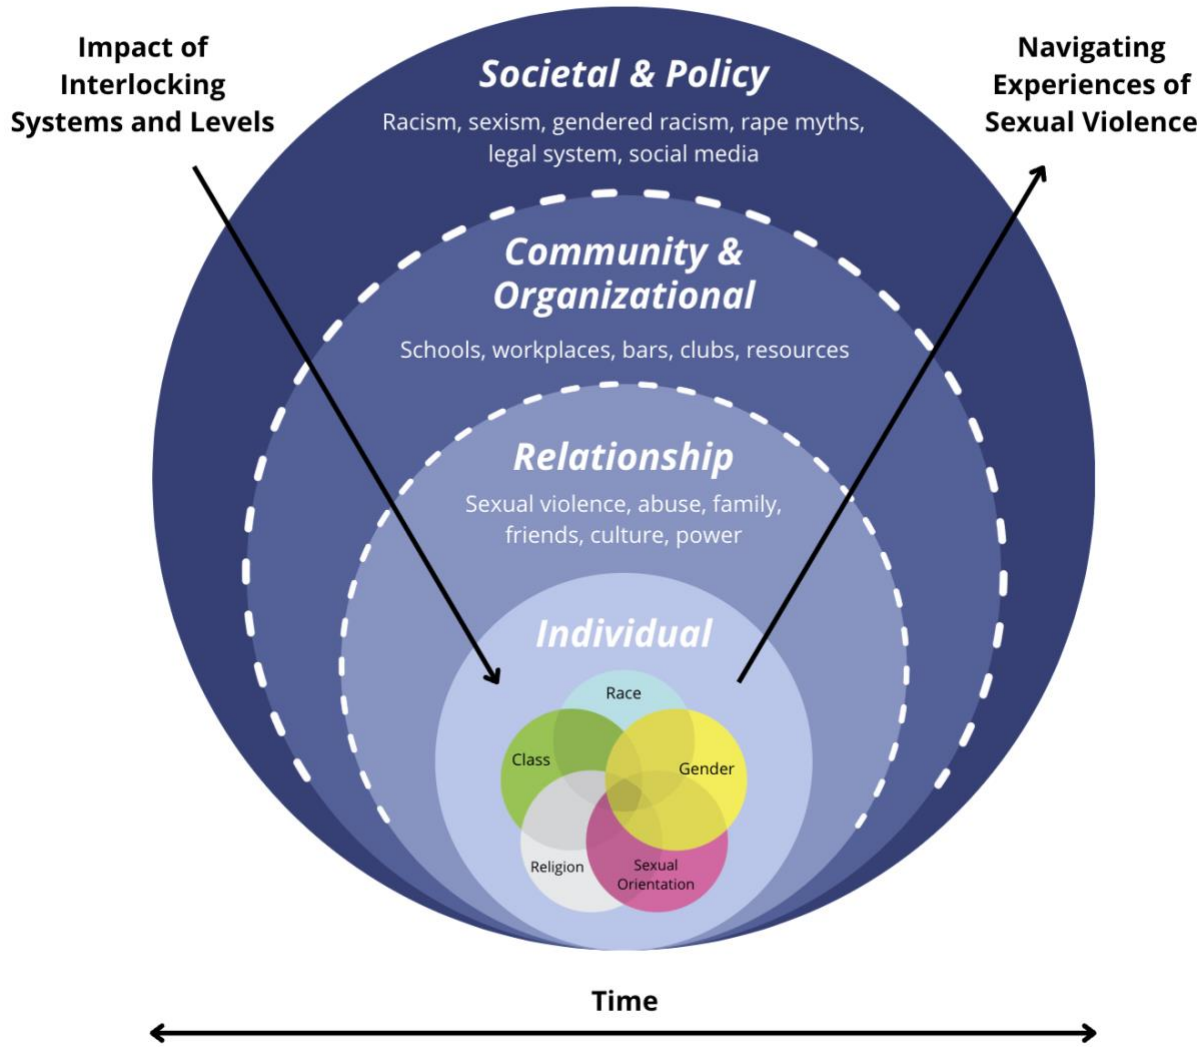 Impact of
Interlocking
Systems and Levels
Navigating
Experiences of
Sexual Violence
Societal & Policy
Racism, sexism, gendered racism, rape myths,
legal system, social media
Community &
Organizational
Schools, workplaces, bars, clubs, resources
Relationship
Sexual violence, abuse, family,
friends, culture, power
Individual
Race
Class
Gender
Religion
Sexual
Orientation
Time